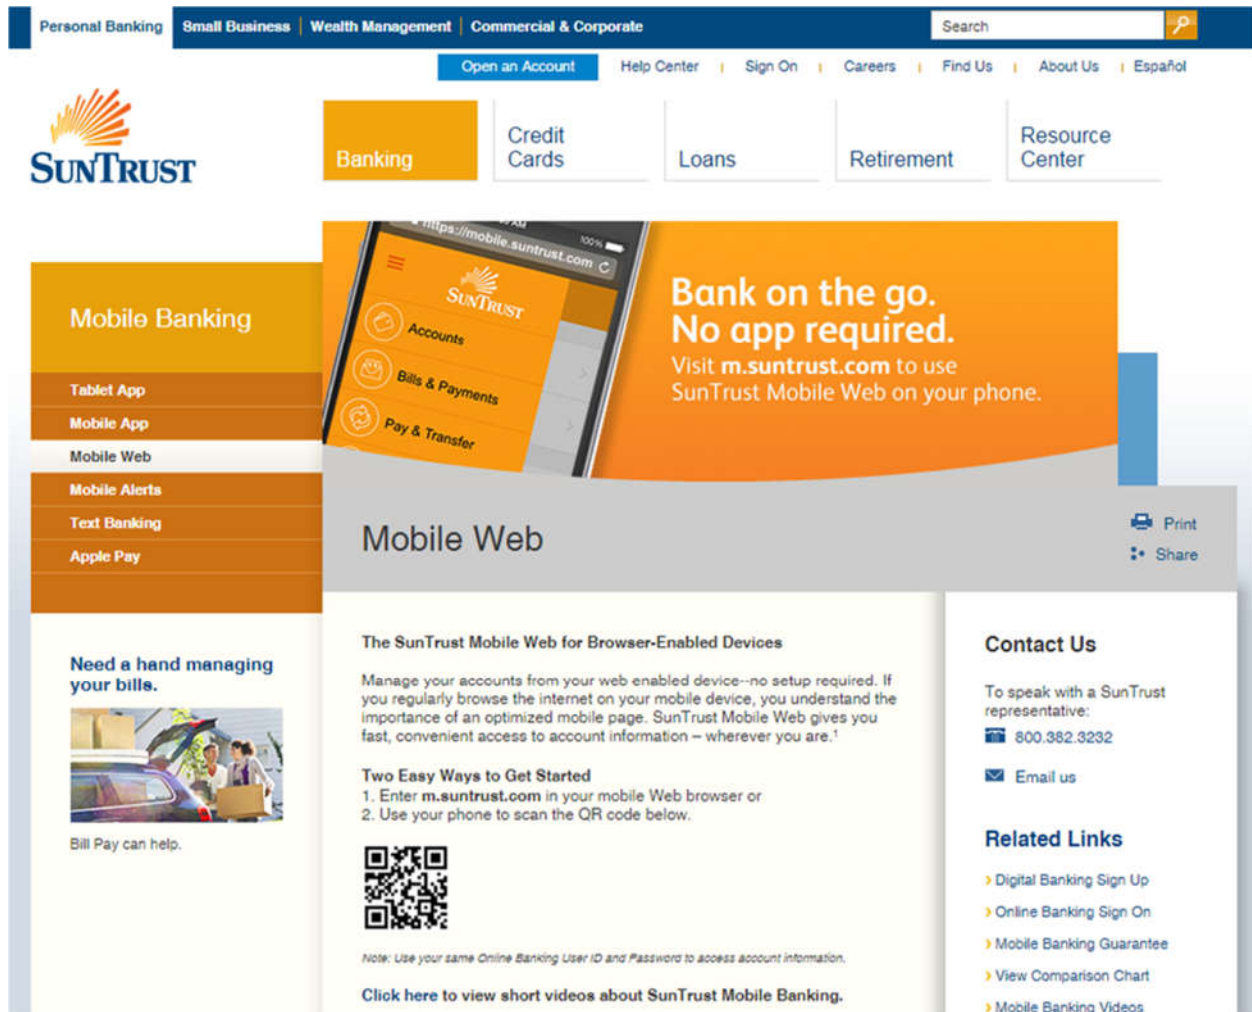 Personal Banking
Small Business
Wealth Management
Commercial & Corporate
Search
Open an Account
Help Center
Sign On
Careers
Find Us
About Us
Español
SUNTRUST
Banking
Credit
Cards
Loans
Retirement
Resource
Center
Mobile Banking
Tablet App
Mobile App
Mobile Web
Mobile Alerts
Text Banking
Apple Pay
AM
100%
https://mobile.suntrust.com
SUNTRUST
Accounts
Bills & Payments
Pay & Transfer
Bank on the go.
No app required.
Visit m.suntrust.com to use
SunTrust Mobile Web on your phone.
Mobile Web
Print
Share
Need a hand managing
your bills.
Bill Pay can help.
The SunTrust Mobile Web for Browser-Enabled Devices
Manage your accounts from your web enabled device--no setup required. If
you regularly browse the internet on your mobile device, you understand the
importance of an optimized mobile page. SunTrust Mobile Web gives you
fast, convenient access to account information – wherever you are.¹
Two Easy Ways to Get Started
1. Enter m.suntrust.com in your mobile Web browser or
2. Use your phone to scan the QR code below.
Note: Use your same Online Banking User ID and Password to access account information.
Click here to view short videos about SunTrust Mobile Banking.
Contact Us
To speak with a SunTrust
representative:
800.382.3232
Email us
Related Links
Digital Banking Sign Up
Online Banking Sign On
Mobile Banking Guarantee
View Comparison Chart
Mobile Banking Videos